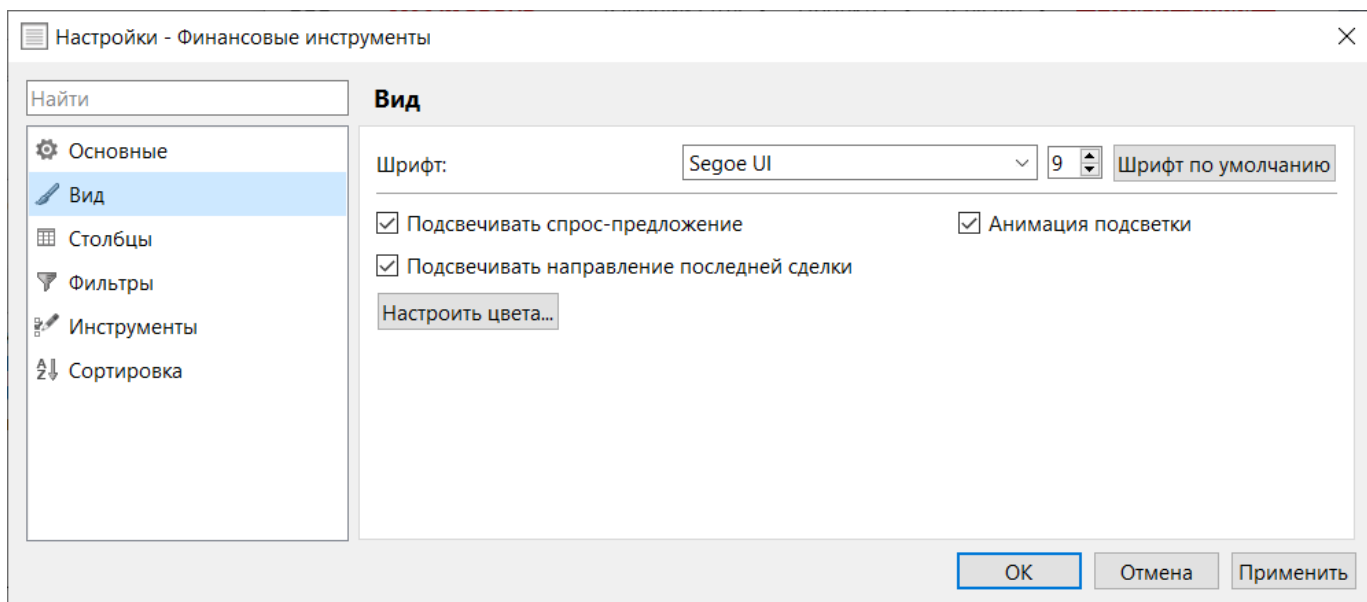 Настройки - Финансовые инструменты
Найти
Основные
Вид
Столбцы
Фильтры
Инструменты
Сортировка
Вид
Шрифт: Segoe UI 9 Шрифт по умолчанию
Подсвечивать спрос-предложение Анимация подсветки
Подсвечивать направление последней сделки
Настроить цвета...
OK Отмена Применить